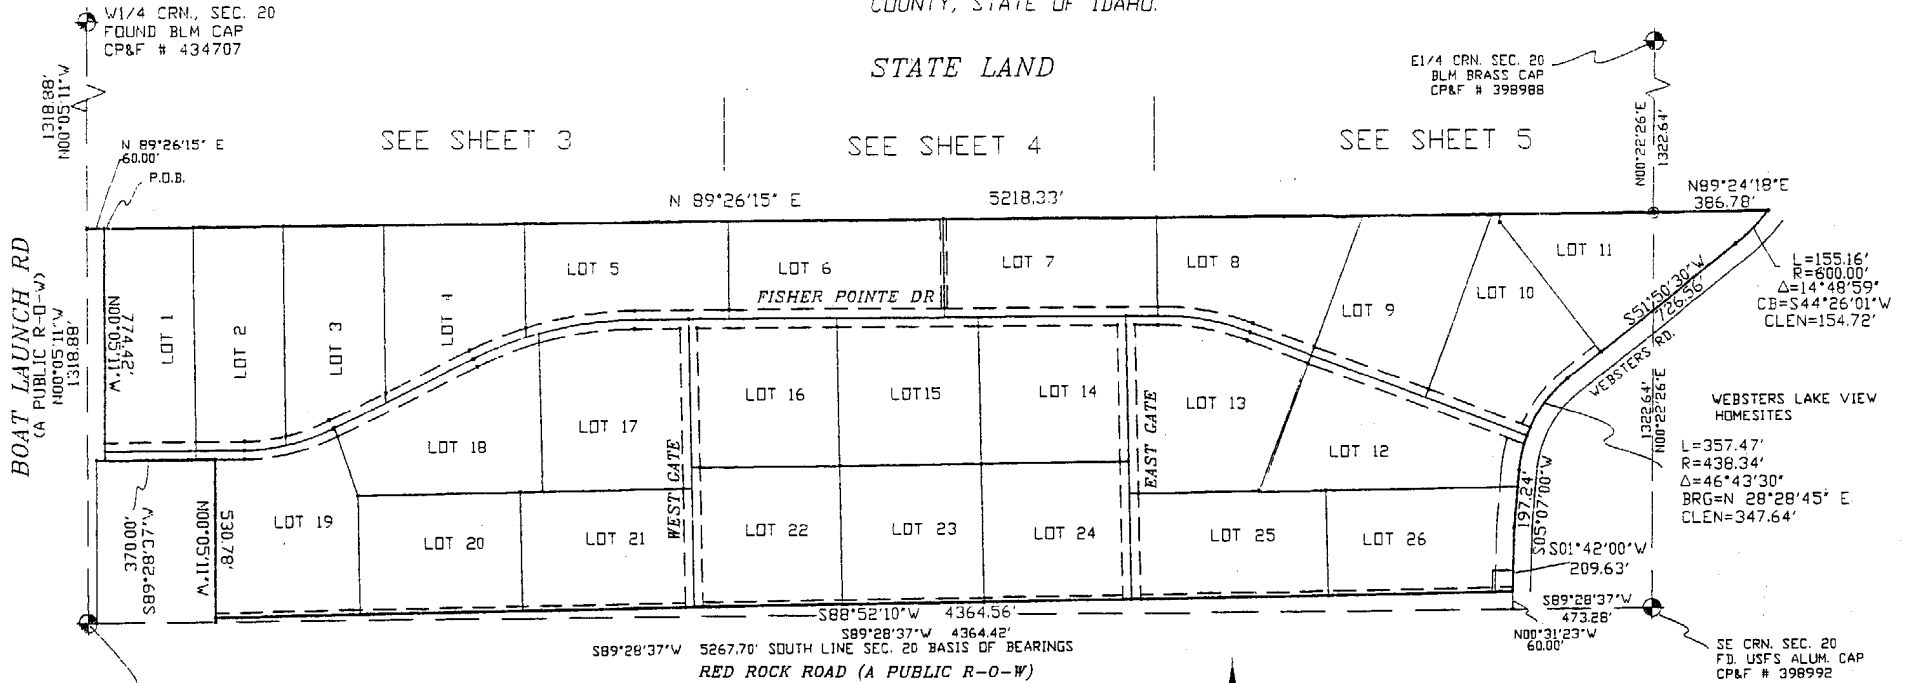 COUNTY, STATE OF IDAHO.
W1/4 CRN., SEC. 20
FOUND BLM CAP
CP&F # 434707
STATE LAND
E1/4 CRN. SEC. 20
BLM BRASS CAP
CP&F # 398988
1318.88'
N00°05'11"W
N00°22'26"E
1322.64'
SEE SHEET 3
SEE SHEET 4
SEE SHEET 5
N 89°26'15" E
60.00'
P.O.B.
N 89°26'15" E
5218.33'
N89°24'18"E
386.78'
BOAT LAUNCH RD
(A PUBLIC R-O-W)
N00°05'11"W
1318.88'
774.42'
N00°05'11"W
LOT 1
LOT 2
LOT 3
LOT 4
LOT 5
LOT 6
LOT 7
LOT 8
LOT 9
LOT 10
LOT 11
FISHER POINTE DR
S51°50'30"W
726.56'
WEBSTERS RD.
L=155.16'
R=600.00'
Δ=14°48'59"
CB=S44°26'01"W
CLEN=154.72'
LOT 18
LOT 17
LOT 16
LOT15
LOT 14
LOT 13
LOT 12
WEST GATE
EAST GATE
1322.64'
N00°22'26"E
WEBSTERS LAKE VIEW
HOMESITES
L=357.47'
R=438.34'
Δ=46°43'30"
BRG=N 28°28'45" E
CLEN=347.64'
197.24'
S05°07'00"W
S89°28'37"W
370.00'
530.78'
N00°05'11"W
LOT 19
LOT 20
LOT 21
LOT 22
LOT 23
LOT 24
LOT 25
LOT 26
S01°42'00"W
209.63'
S88°52'10"W 4364.56'
S89°28'37"W 4364.42'
S89°28'37"W 5267.70' SOUTH LINE SEC. 20 BASIS OF BEARINGS
RED ROCK ROAD (A PUBLIC R-O-W)
S89°28'37"W
473.28'
N00°31'23"W
60.00'
SE CRN. SEC. 20
FD. USFS ALUM. CAP
CP&F # 398992